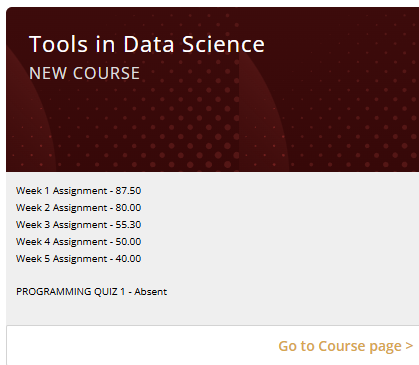 Tools in Data Science
NEW COURSE
Week 1 Assignment - 87.50
Week 2 Assignment - 80.00
Week 3 Assignment - 55.30
Week 4 Assignment - 50.00
Week 5 Assignment - 40.00
PROGRAMMING QUIZ 1 - Absent
Go to Course page >